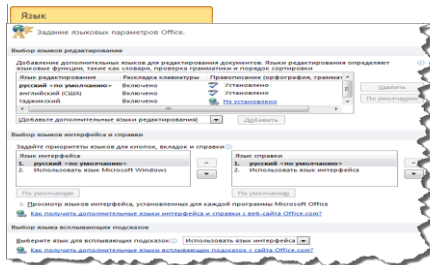 Язык
Задание языковых параметров Office.
Выбор языков редактирования
Добавление дополнительных языков для редактирования документов. Языки редактирования определяют
языковые функции, такие как словари, проверка грамматики и порядок сортировки
Язык редактирования Раскладка клавиатуры Правописание (орфография, граммат
русский <по умолчанию> Включено Установлено
английский (США) Включено Установлено
таджикский Включено Не установлено
Удалить
По умолчанию
[Добавьте дополнительные языки редактирования] Добавить
Выбор языков интерфейса и справки
Задайте приоритеты языков для кнопок, вкладок и справки
Язык интерфейса Язык справки
1. русский <по умолчанию> 1. русский <по умолчанию>
2. Использовать язык Microsoft Windows 2. Использовать язык интерфейса
По умолчанию По умолчанию
Просмотр языков интерфейса, установленных для каждой программы Microsoft Office
Как получить дополнительные языки интерфейса и справки с веб-сайта Office.com?
Выбор языка всплывающих подсказок
Выберите язык для всплывающих подсказок Использовать язык интерфейса
Как получить дополнительные языки всплывающих подсказок с сайта Office.com?